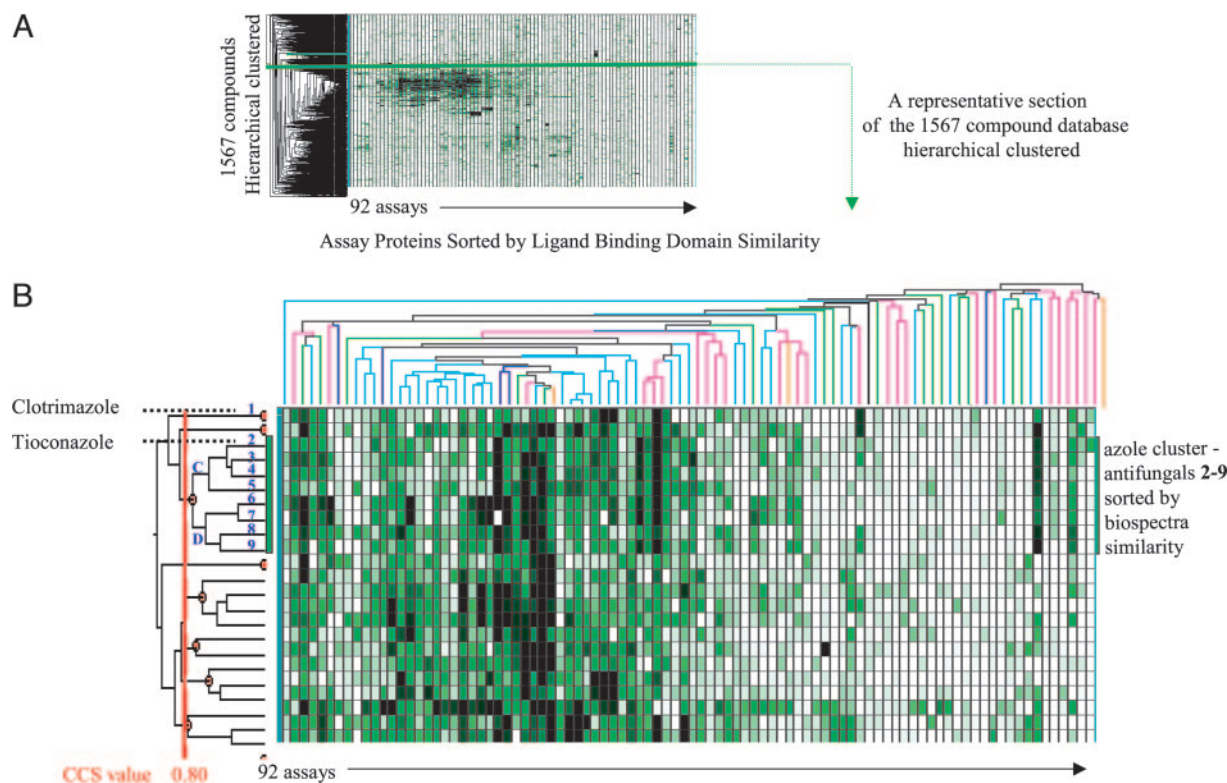 A
1567 compounds
Hierarchical clustered
92 assays
Assay Proteins Sorted by Ligand Binding Domain Similarity
A representative section
of the 1567 compound database
hierarchical clustered
B
Clotrimazole
1
Tioconazole
2
3
C
4
5
6
7
8
D
9
azole cluster -
antifungals 2-9
sorted by
biospectra
similarity
CCS value 0.80
92 assays